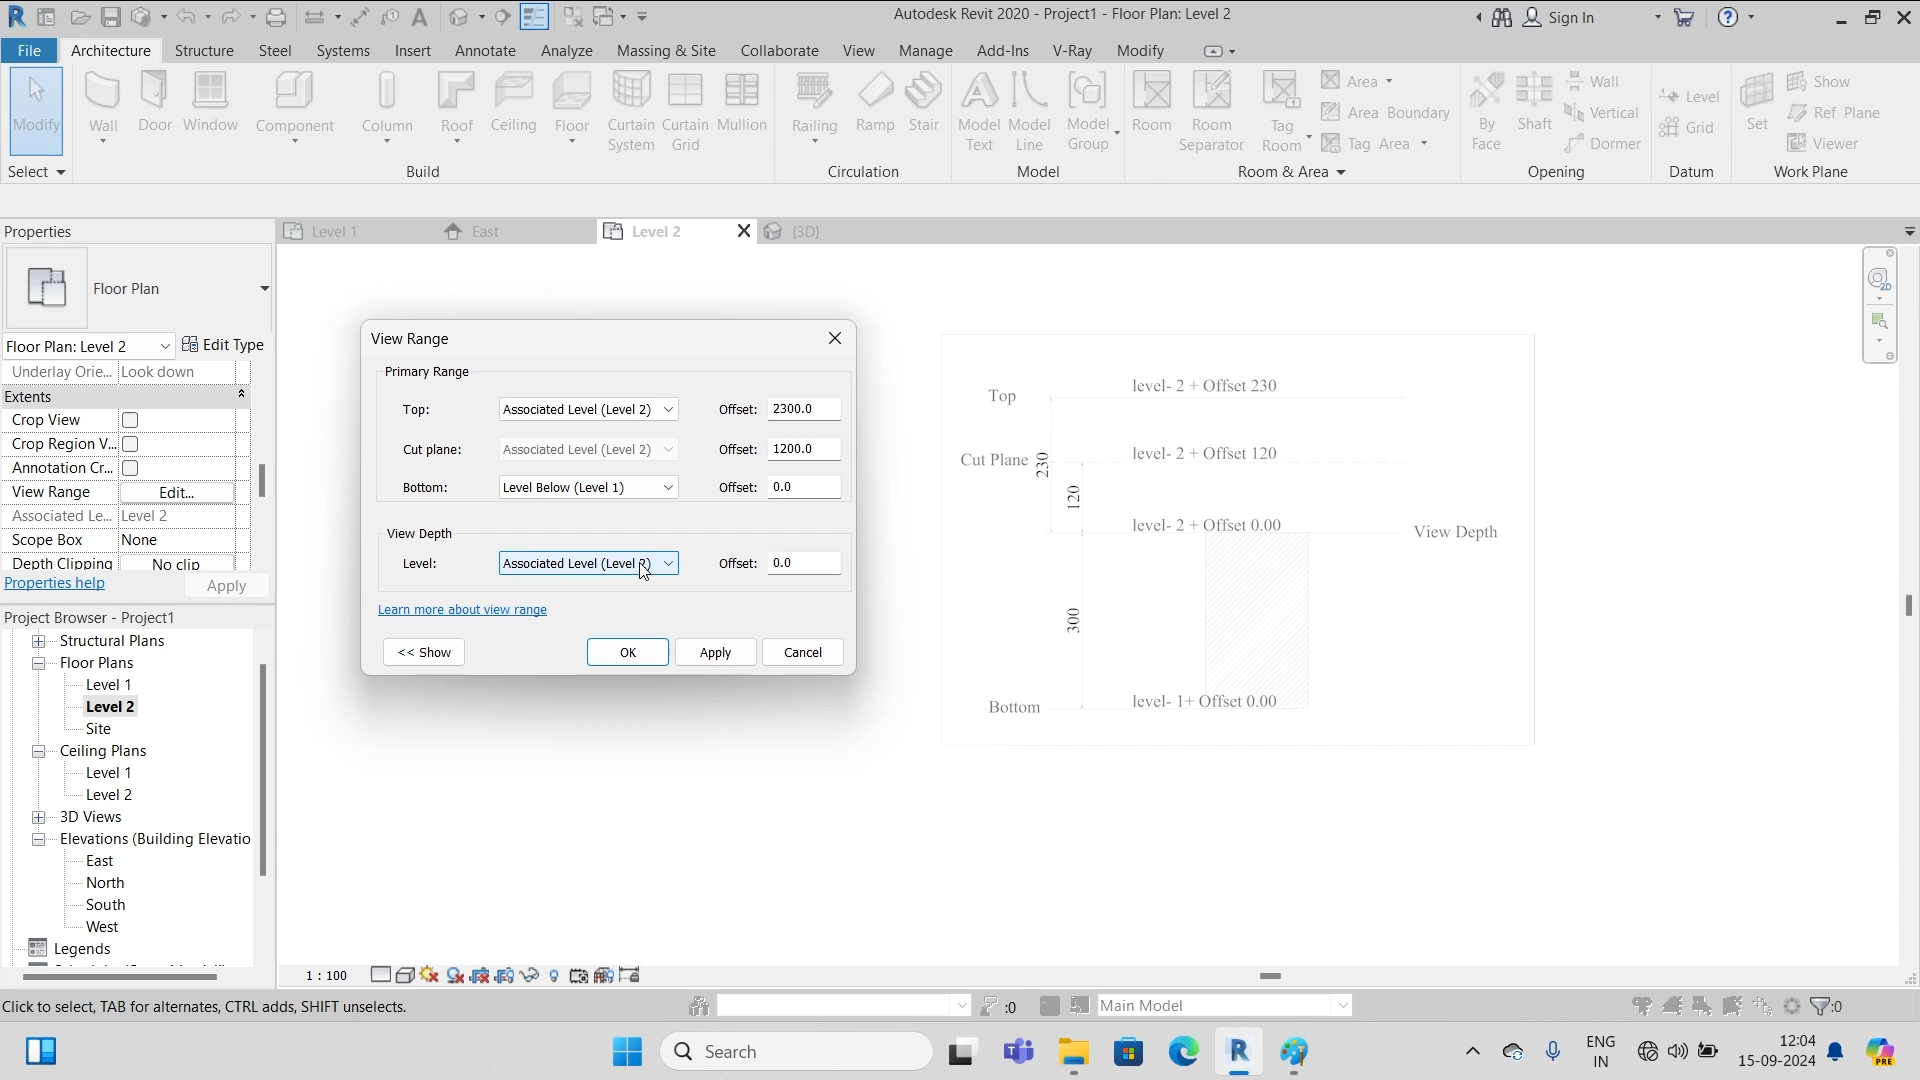 Autodesk Revit 2020 - Project1 - Floor Plan: Level 2
Sign In
File Architecture Structure Steel Systems Insert Annotate Analyze Massing & Site Collaborate View Manage Add-Ins V-Ray Modify
Modify
Wall
Door
Window
Component
Column
Roof
Ceiling
Floor
Curtain System
Curtain Grid
Mullion
Railing
Ramp
Stair
Model Text
Model Line
Model Group
Room
Room Separator
Tag Room
Area
Area Boundary
Tag Area
By Face
Shaft
Wall
Vertical
Dormer
Level
Grid
Set
Show
Ref Plane
Viewer
Select
Build
Circulation
Model
Room & Area
Opening
Datum
Work Plane
Properties
Level 1
East
Level 2
{3D}
Floor Plan
Floor Plan: Level 2
Edit Type
Underlay Orie... Look down
Extents
Crop View
Crop Region V...
Annotation Cr...
View Range Edit...
Associated Le... Level 2
Scope Box None
Depth Clipping No clip
Properties help
Apply
Project Browser - Project1
Structural Plans
Floor Plans
Level 1
Level 2
Site
Ceiling Plans
Level 1
Level 2
3D Views
Elevations (Building Elevatio
East
North
South
West
Legends
View Range
Primary Range
Top: Associated Level (Level 2) Offset: 2300.0
Cut plane: Associated Level (Level 2) Offset: 1200.0
Bottom: Level Below (Level 1) Offset: 0.0
View Depth
Level: Associated Level (Level 2) Offset: 0.0
Learn more about view range
<< Show
OK
Apply
Cancel
Top
level- 2 + Offset 230
Cut Plane
level- 2 + Offset 120
230
120
level- 2 + Offset 0.00
View Depth
300
Bottom
level- 1+ Offset 0.00
2D
1 : 100
Click to select, TAB for alternates, CTRL adds, SHIFT unselects.
:0
Main Model
:0
Search
ENG
IN
12:04
15-09-2024
PRE